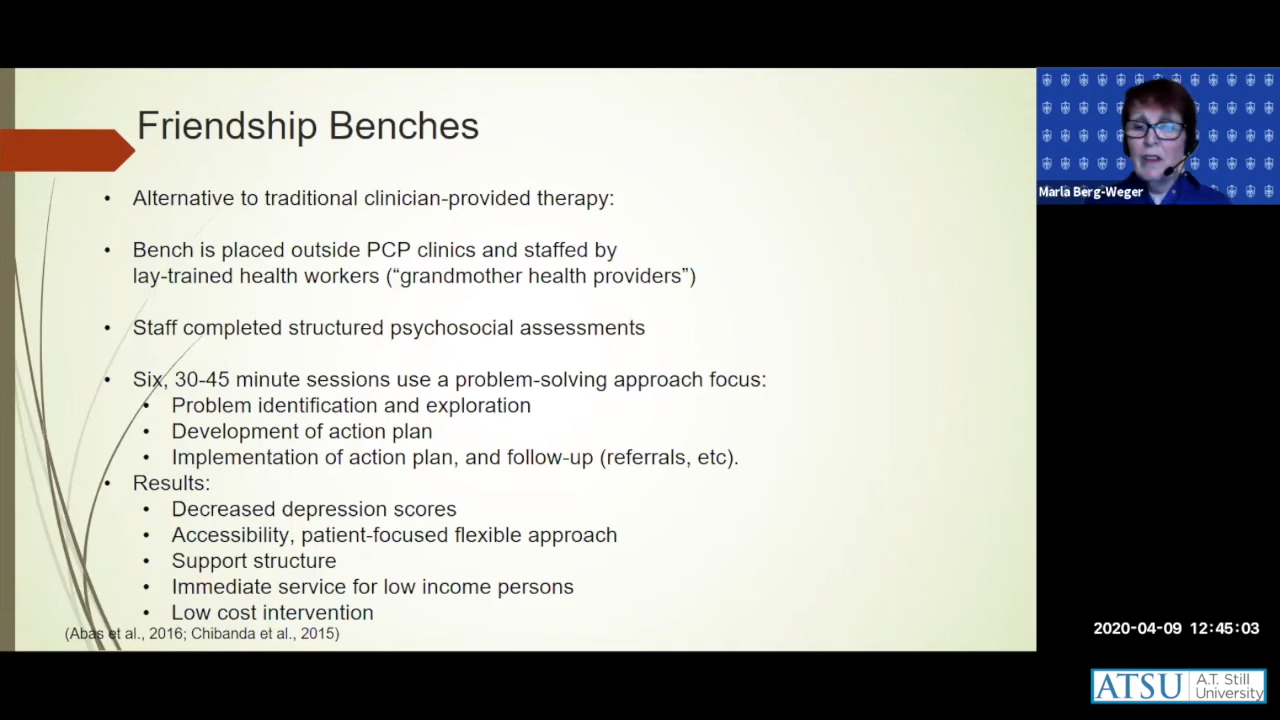 Friendship Benches
• Alternative to traditional clinician-provided therapy:
• Bench is placed outside PCP clinics and staffed by
lay-trained health workers (“grandmother health providers”)
• Staff completed structured psychosocial assessments
• Six, 30-45 minute sessions use a problem-solving approach focus:
• Problem identification and exploration
• Development of action plan
• Implementation of action plan, and follow-up (referrals, etc).
• Results:
• Decreased depression scores
• Accessibility, patient-focused flexible approach
• Support structure
• Immediate service for low income persons
• Low cost intervention
(Abas et al., 2016; Chibanda et al., 2015)
Marla Berg-Weger
2020-04-09 12:45:03
ATSU A.T. Still
University